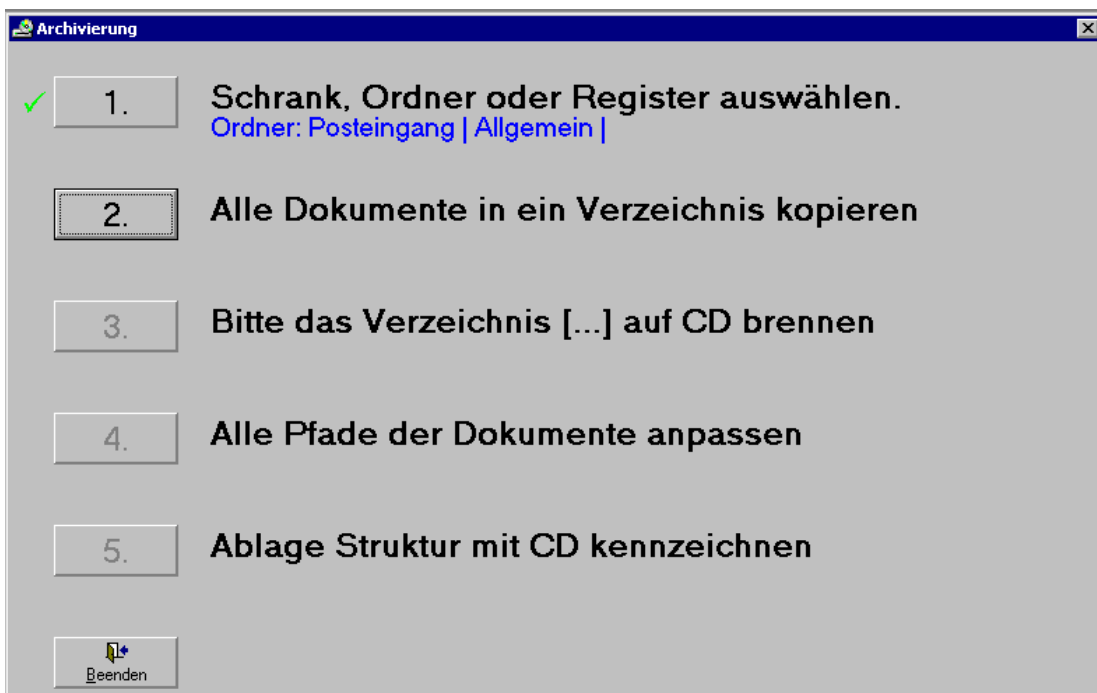 Archivierung
1. Schrank, Ordner oder Register auswählen.
Ordner: Posteingang | Allgemein |
2. Alle Dokumente in ein Verzeichnis kopieren
3. Bitte das Verzeichnis [...] auf CD brennen
4. Alle Pfade der Dokumente anpassen
5. Ablage Struktur mit CD kennzeichnen
Beenden